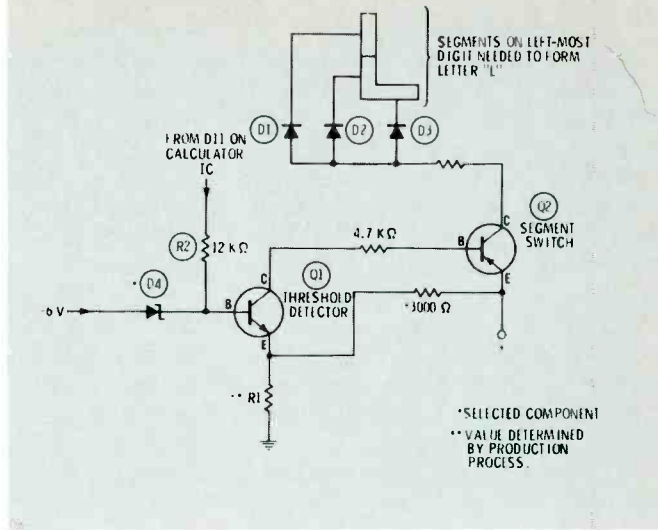 SEGMENTS ON LEFT-MOST
DIGIT NEEDED TO FORM
LETTER "L"
D1
D2
D3
FROM D11 ON
CALCULATOR
IC
R2
12 KΩ
4.7 KΩ
Q2
SEGMENT
SWITCH
B
C
E
*D4
Q1
THRESHOLD
DETECTOR
B
C
E
-6 V
*3000 Ω
**R1
+
*SELECTED COMPONENT
**VALUE DETERMINED
BY PRODUCTION
PROCESS.